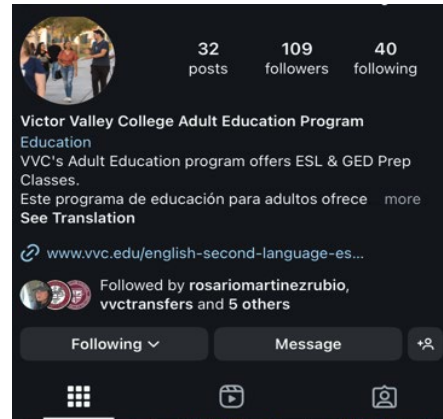 32 109 40
posts followers following
Victor Valley College Adult Education Program
Education
VVC's Adult Education program offers ESL & GED Prep
Classes.
Este programa de educación para adultos ofrece more
See Translation
www.vvc.edu/english-second-language-es...
Followed by rosariomartinezrubio,
vvctransfers and 5 others
Following Message